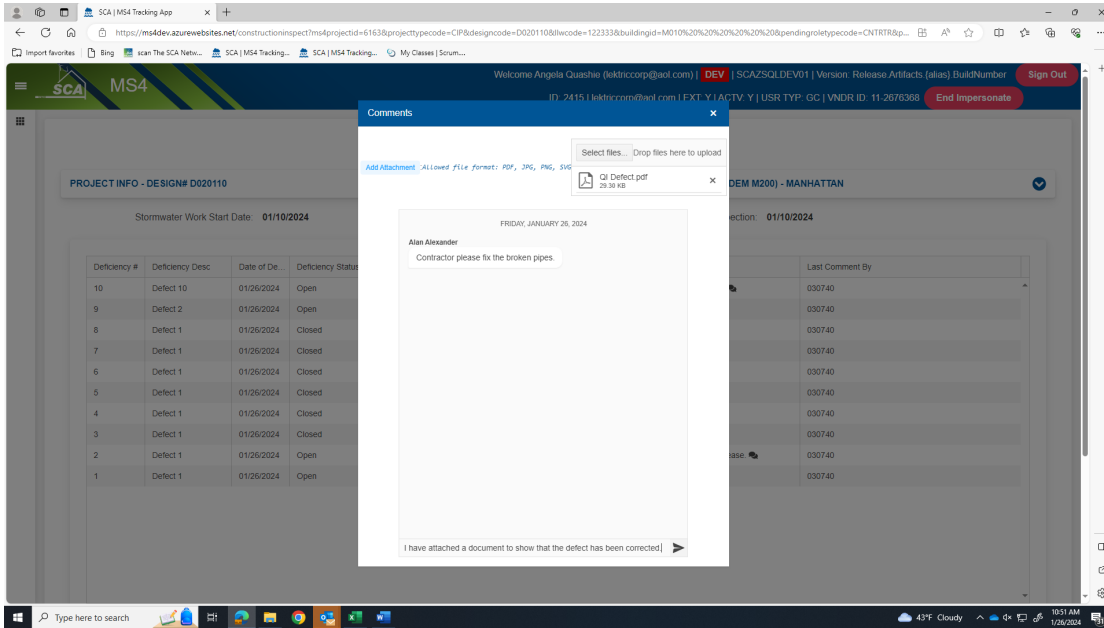 SCA | MS4 Tracking App
https://ms4dev.azurewebsites.net/constructioninspect?ms4projectid=6163&projecttypecode=CIP&designcode=D020110&llwcode=122333&buildingid=M010%20%20%20%20%20%20&pendingroletypecode=CNTRTR&p...
Import favorites Bing scan The SCA Netw... SCA | MS4 Tracking... SCA | MS4 Tracking... My Classes | Scrum....
Welcome Angela Quashie (lektriccorp@aol.com) | DEV | SCAZSQLDEV01 | Version: Release.Artifacts.{alias}.BuildNumber Sign Out
SCA MS4
ID: 2415 | lektriccorp@aol.com | EXT: Y | ACTV: Y | USR TYP: GC | VNDR ID: 11-2676368 End Impersonate
Comments
Select files... Drop files here to upload
Add Attachment *Allowed file format: PDF, JPG, PNG, SVG
QI Defect.pdf
29.30 KB
PROJECT INFO - DESIGN# D020110 DEM M200) - MANHATTAN
Stormwater Work Start Date: 01/10/2024 ection: 01/10/2024
FRIDAY, JANUARY 26, 2024
Alan Alexander
Contractor please fix the broken pipes.
Deficiency # Deficiency Desc Date of De... Deficiency Status Last Comment By
10 Defect 10 01/26/2024 Open 030740
9 Defect 2 01/26/2024 Open 030740
8 Defect 1 01/26/2024 Closed 030740
7 Defect 1 01/26/2024 Closed 030740
6 Defect 1 01/26/2024 Closed 030740
5 Defect 1 01/26/2024 Closed 030740
4 Defect 1 01/26/2024 Closed 030740
3 Defect 1 01/26/2024 Closed 030740
2 Defect 1 01/26/2024 Open ease. 030740
1 Defect 1 01/26/2024 Open 030740
I have attached a document to show that the defect has been corrected.
Type here to search 43°F Cloudy 10:51 AM
1/26/2024